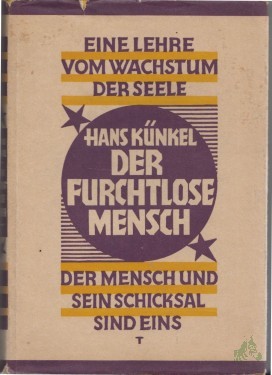 EINE LEHRE
VOM WACHSTUM
DER SEELE
HANS KÜNKEL
DER
FURCHTLOSE
MENSCH
DER MENSCH UND
SEIN SCHICKSAL
SIND EINS
T